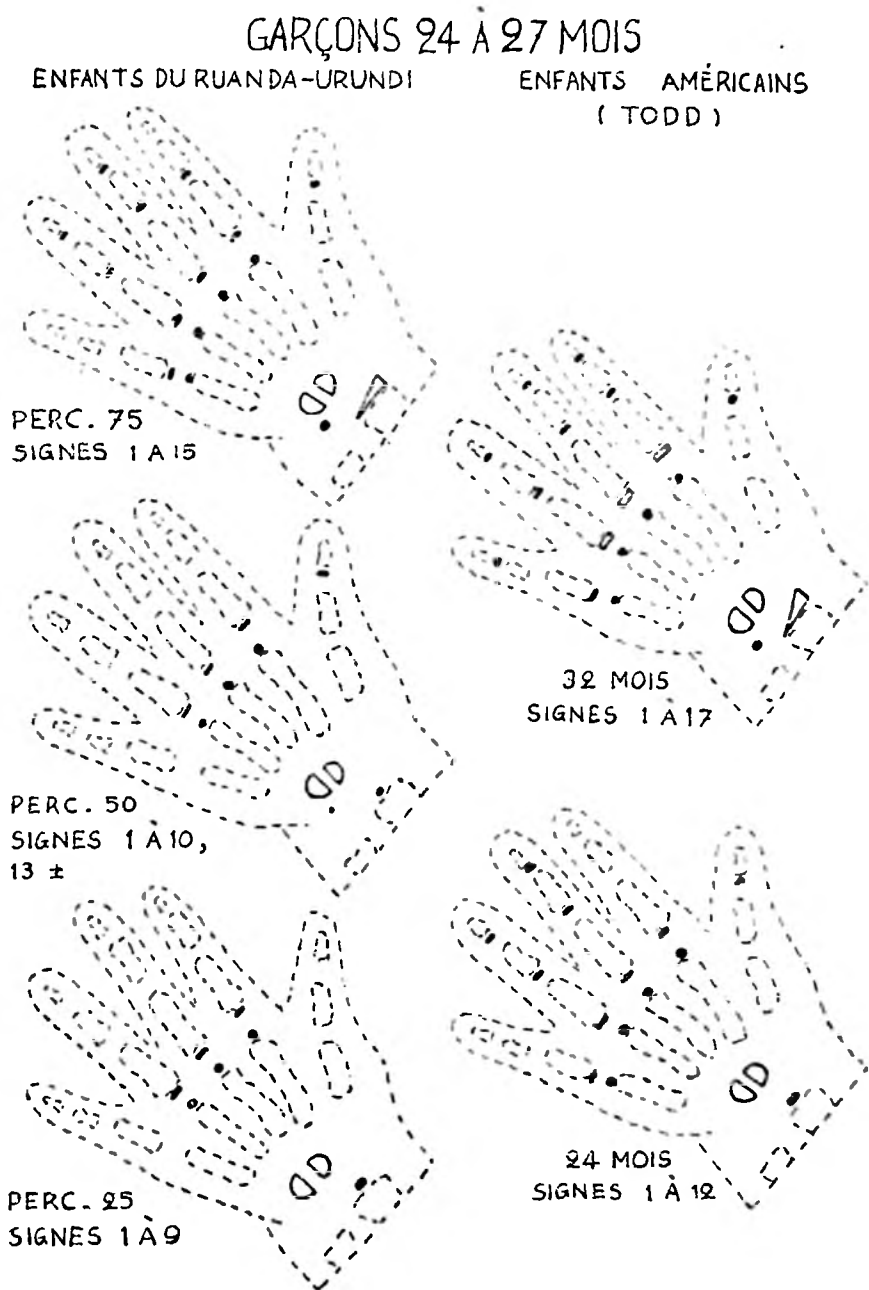 GARÇONS 24 À 27 MOIS
ENFANTS DU RUANDA-URUNDI
ENFANTS AMÉRICAINS
( TODD )
PERC. 75
SIGNES 1 A 15
32 MOIS
SIGNES 1 A 17
PERC. 50
SIGNES 1 À 10,
13 ±
24 MOIS
SIGNES 1 À 12
PERC. 25
SIGNES 1 À 9